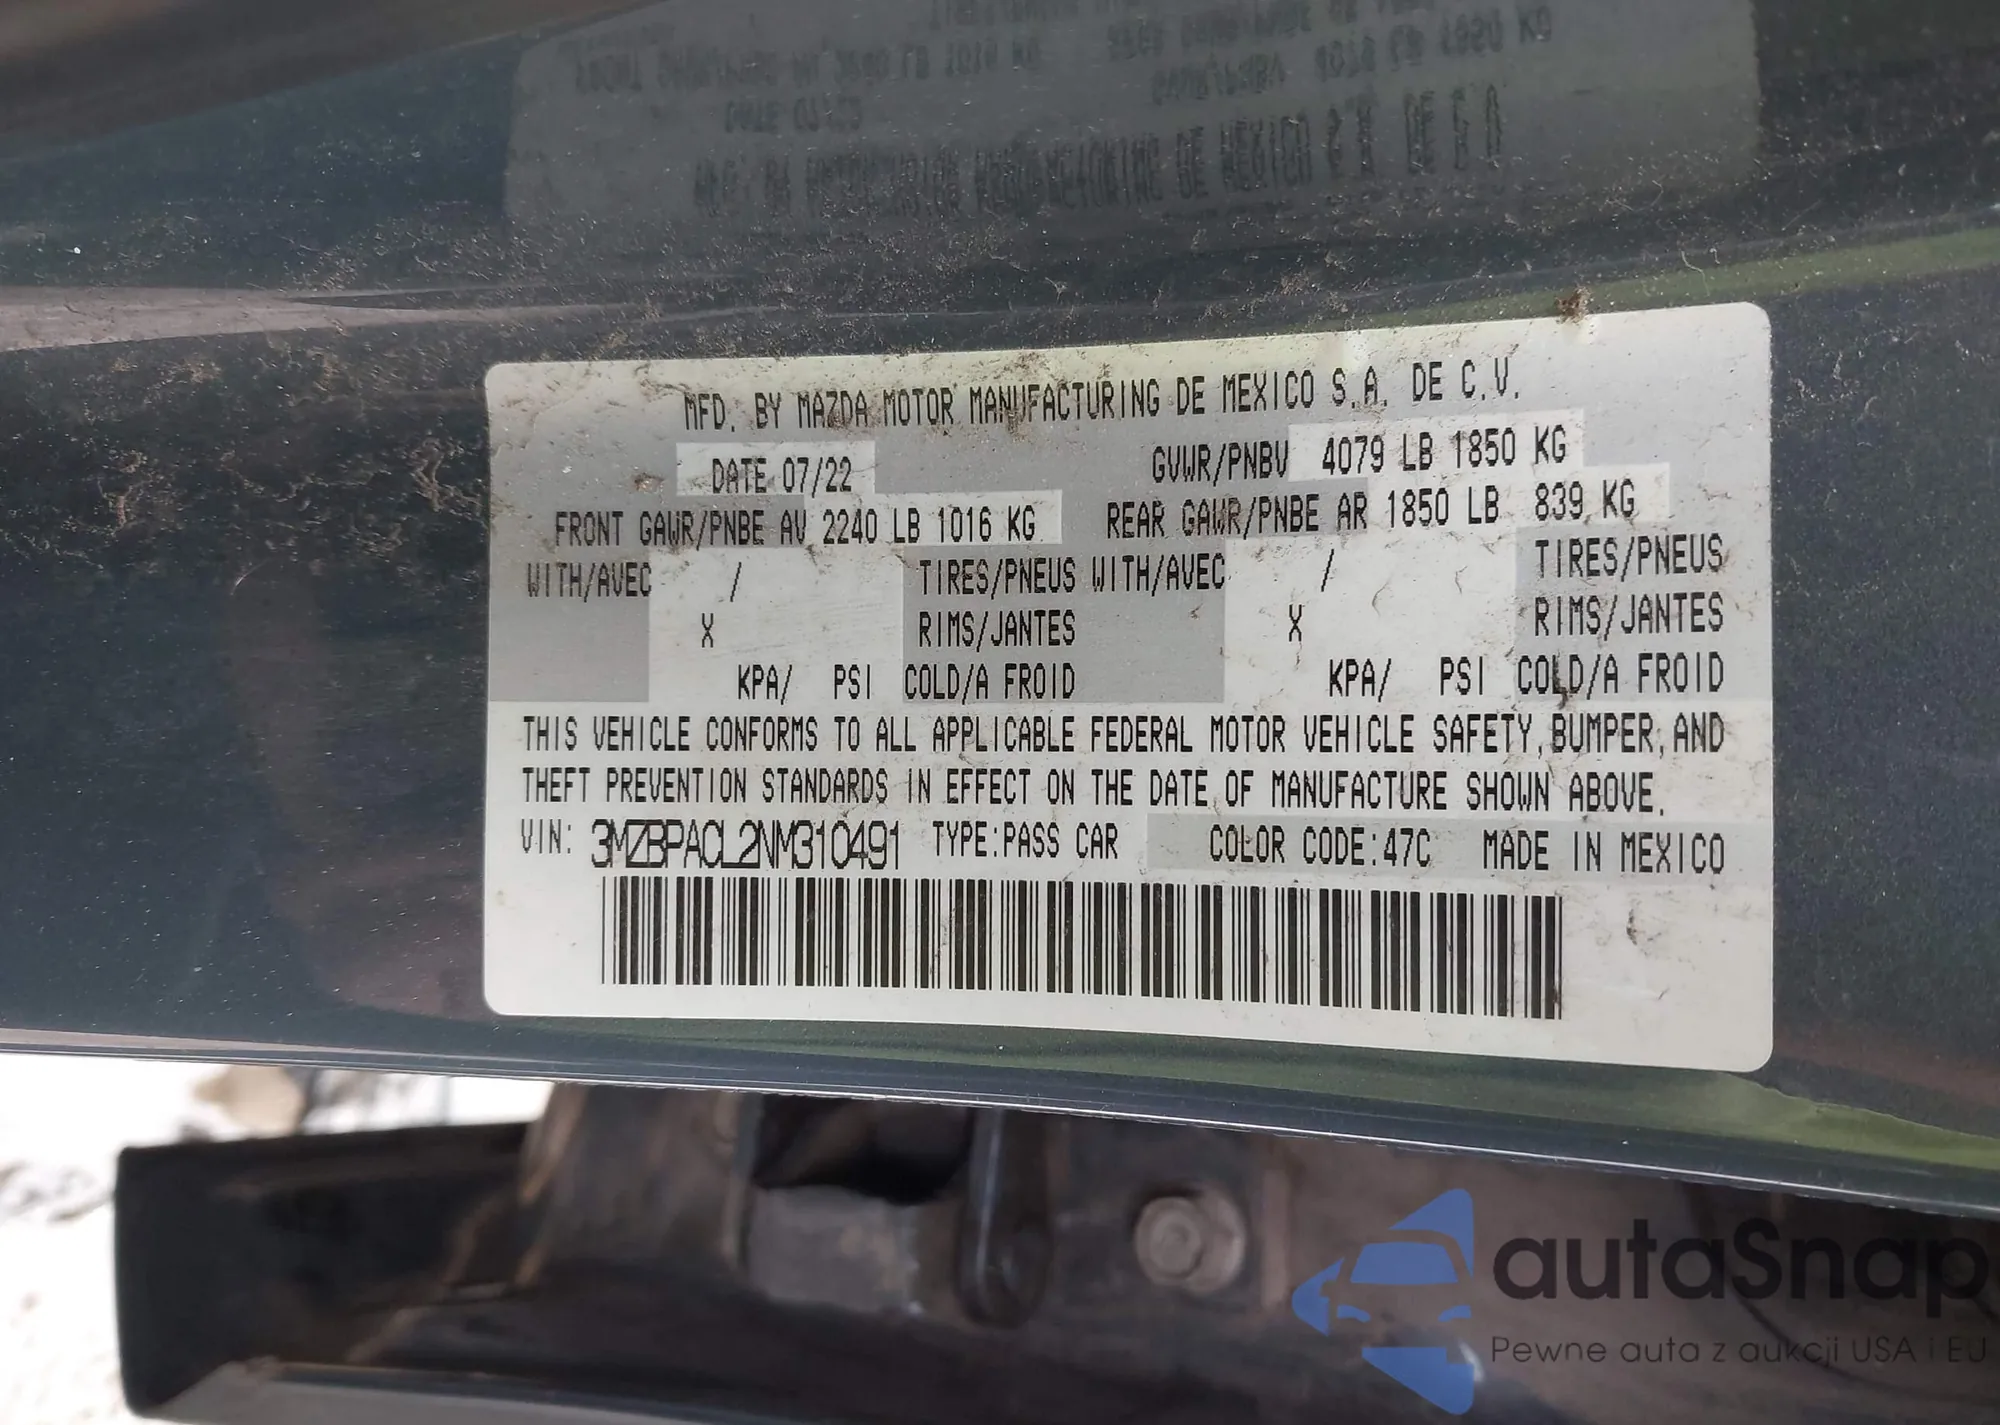 MFD. BY MAZDA MOTOR MANUFACTURING DE MEXICO S.A. DE C.V.
DATE 07/22 GVWR/PNBV 4079 LB 1850 KG
FRONT GAWR/PNBE AV 2240 LB 1016 KG REAR GAWR/PNBE AR 1850 LB 839 KG
WITH/AVEC / TIRES/PNEUS WITH/AVEC / TIRES/PNEUS
X RIMS/JANTES X RIMS/JANTES
KPA/ PSI COLD/A FROID KPA/ PSI COLD/A FROID
THIS VEHICLE CONFORMS TO ALL APPLICABLE FEDERAL MOTOR VEHICLE SAFETY, BUMPER, AND
THEFT PREVENTION STANDARDS IN EFFECT ON THE DATE OF MANUFACTURE SHOWN ABOVE.
VIN: 3MZBPACL2NM310491 TYPE:PASS CAR COLOR CODE:47C MADE IN MEXICO
autaSnap
Pewne auta z aukcji USA i EU